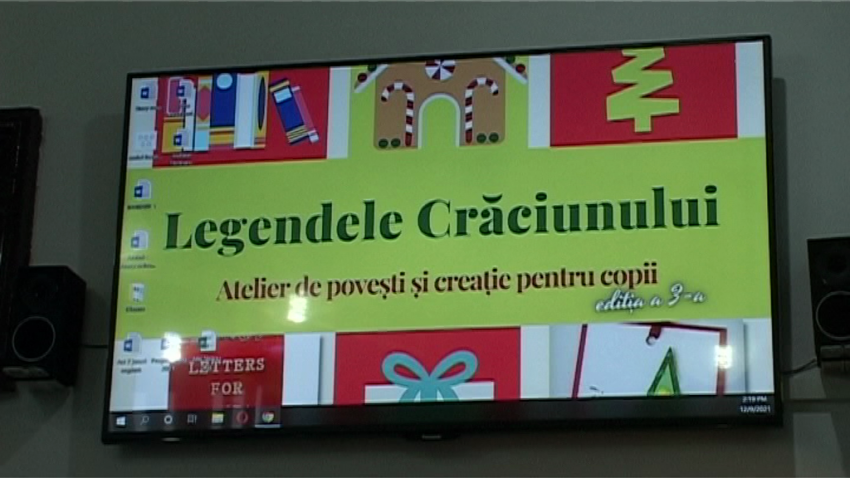 Legendele Crăciunului
Atelier de povești și creație pentru copii
ediția a 3-a
LETTERS
FOR
2:19 PM
12/9/2021